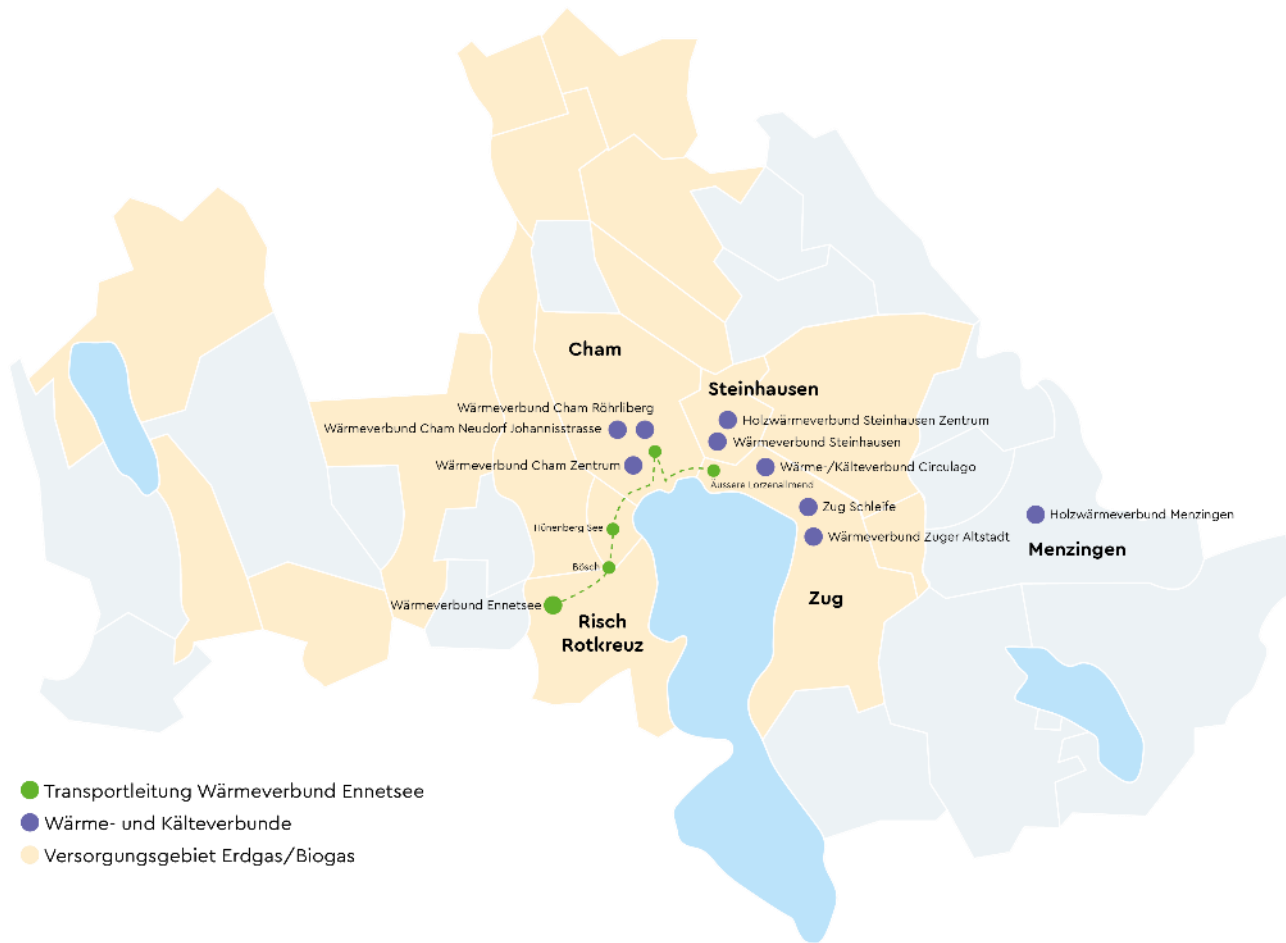 Cham
Steinhausen
Wärmeverbund Cham Röhrliberg
Wärmeverbund Cham Neudorf Johannisstrasse
Holzwärmeverbund Steinhausen Zentrum
Wärmeverbund Steinhausen
Wärmeverbund Cham Zentrum
Wärme-/Kälteverbund Circulago
Äussere Lorzenallmend
Zug Schleife
Holzwärmeverbund Menzingen
Hünenberg See
Wärmeverbund Zuger Altstadt
Menzingen
Bösch
Zug
Wärmeverbund Ennetsee
Risch
Rotkreuz
Transportleitung Wärmeverbund Ennetsee
Wärme- und Kälteverbunde
Versorgungsgebiet Erdgas/Biogas